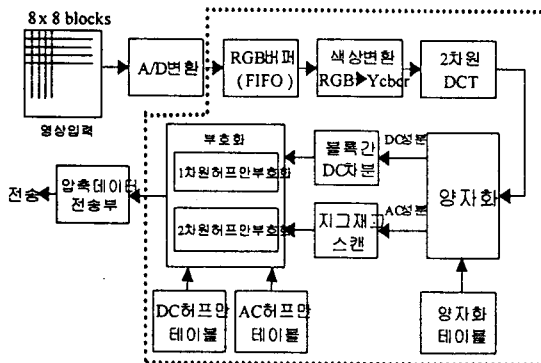 8 x 8 blocks
영상입력
A/D변환
RGB버퍼
(FIFO)
색상변환
RGB▶Ycbcr
2차원
DCT
부호화
1차원허프만부호화
2차원허프만부호화
블록간
DC차분
DC성분
지그재그
스캔
AC성분
양자화
전송
압축데이터
전송부
DC허프만
테이블
AC허프만
테이블
양자화
테이블